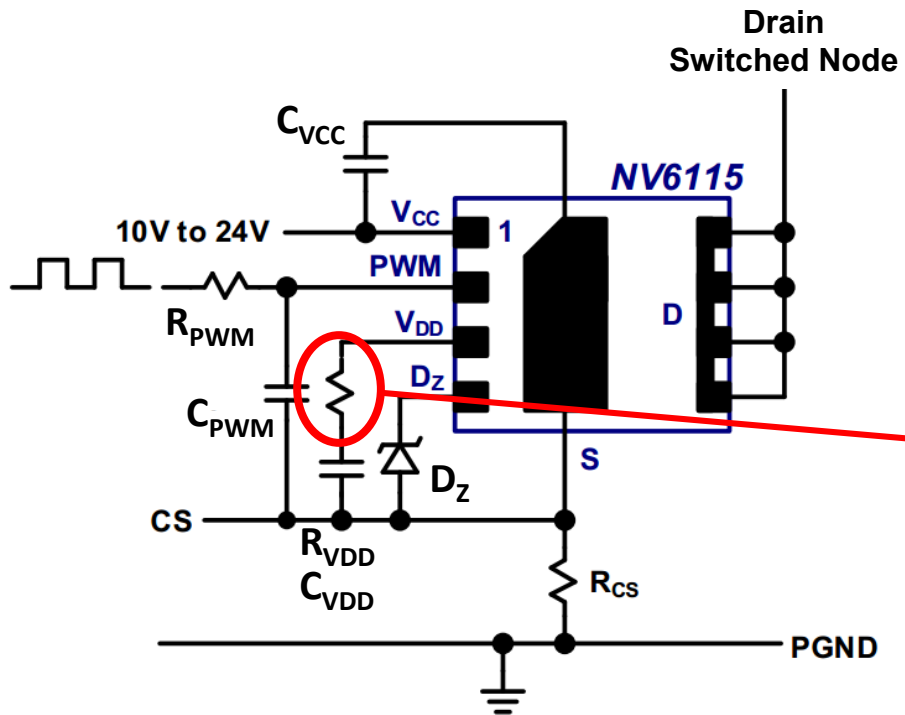 Drain
Switched Node
CVCC
NV6115
VCC
1
10V to 24V
PWM
RPWM
VDD
D
DZ
CPWM
S
DZ
CS
RVDD
CVDD
RCS
PGND